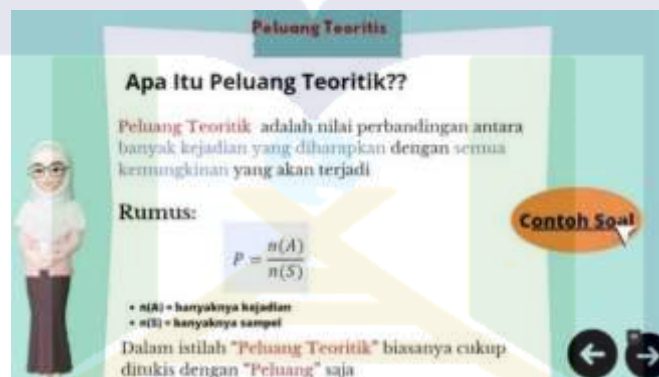 Peluang Teoritis
Apa Itu Peluang Teoritik??
Peluang Teoritik adalah nilai perbandingan antara
banyak kejadian yang diharapkan dengan semua
kemungkinan yang akan terjadi
Rumus:
Contoh Soal
P = n(A)/n(S)
• n(A) = banyaknya kejadian
• n(S) = banyaknya sampel
Dalam istilah "Peluang Teoritik" biasanya cukup
ditukis dengan "Peluang" saja